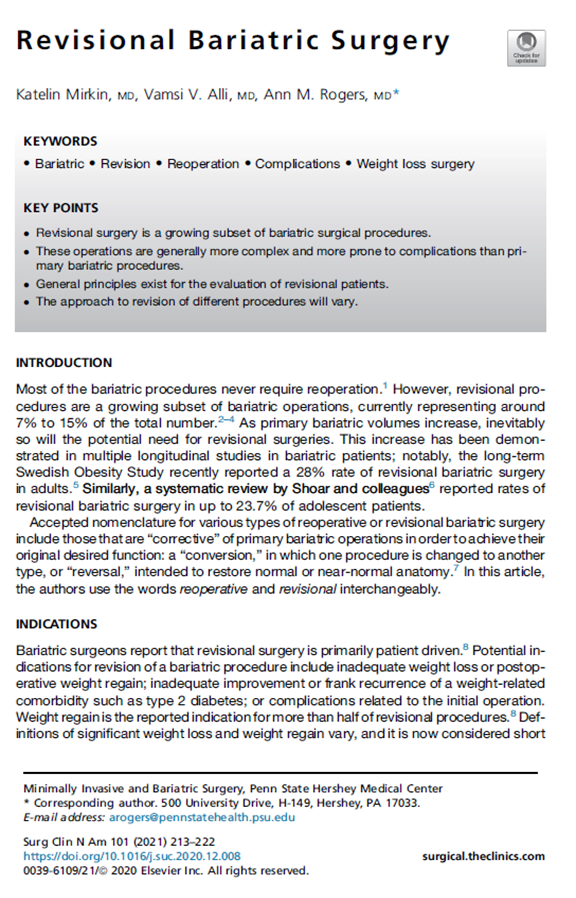 Revisional Bariatric Surgery
Check for
updates
Katelin Mirkin, MD, Vamsi V. Alli, MD, Ann M. Rogers, MD*
KEYWORDS
• Bariatric • Revision • Reoperation • Complications • Weight loss surgery
KEY POINTS
• Revisional surgery is a growing subset of bariatric surgical procedures.
• These operations are generally more complex and more prone to complications than pri-
mary bariatric procedures.
• General principles exist for the evaluation of revisional patients.
• The approach to revision of different procedures will vary.
INTRODUCTION
Most of the bariatric procedures never require reoperation.1 However, revisional pro-
cedures are a growing subset of bariatric operations, currently representing around
7% to 15% of the total number.2–4 As primary bariatric volumes increase, inevitably
so will the potential need for revisional surgeries. This increase has been demon-
strated in multiple longitudinal studies in bariatric patients; notably, the long-term
Swedish Obesity Study recently reported a 28% rate of revisional bariatric surgery
in adults.5 Similarly, a systematic review by Shoar and colleagues6 reported rates of
revisional bariatric surgery in up to 23.7% of adolescent patients.
Accepted nomenclature for various types of reoperative or revisional bariatric surgery
include those that are “corrective” of primary bariatric operations in order to achieve their
original desired function: a “conversion,” in which one procedure is changed to another
type, or “reversal,” intended to restore normal or near-normal anatomy.7 In this article,
the authors use the words reoperative and revisional interchangeably.
INDICATIONS
Bariatric surgeons report that revisional surgery is primarily patient driven.8 Potential in-
dications for revision of a bariatric procedure include inadequate weight loss or postop-
erative weight regain; inadequate improvement or frank recurrence of a weight-related
comorbidity such as type 2 diabetes; or complications related to the initial operation.
Weight regain is the reported indication for more than half of revisional procedures.8 Def-
initions of significant weight loss and weight regain vary, and it is now considered short
Minimally Invasive and Bariatric Surgery, Penn State Hershey Medical Center
* Corresponding author. 500 University Drive, H-149, Hershey, PA 17033.
E-mail address: arogers@pennstatehealth.psu.edu
Surg Clin N Am 101 (2021) 213–222
https://doi.org/10.1016/j.suc.2020.12.008 surgical.theclinics.com
0039-6109/21/© 2020 Elsevier Inc. All rights reserved.